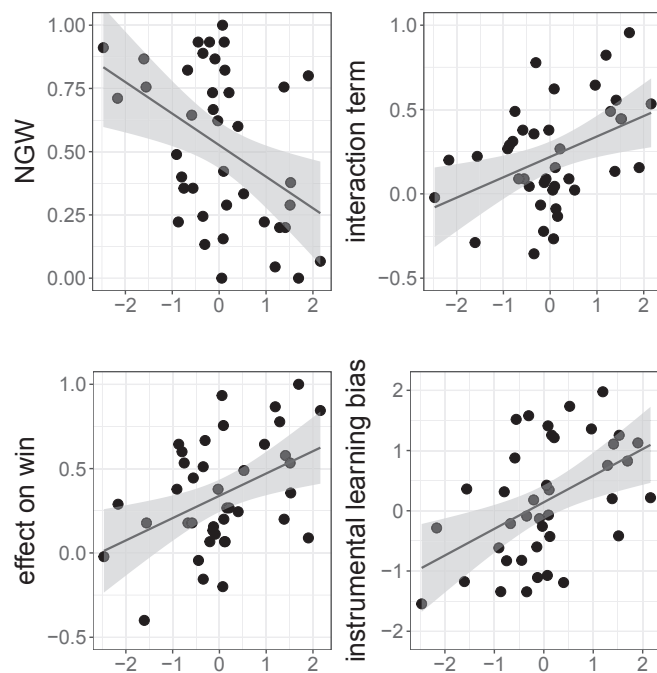 NGW
1.00
0.75
0.50
0.25
0.00
−2 −1 0 1 2
interaction term
1.0
0.5
0.0
−0.5
−2 −1 0 1 2
effect on win
1.0
0.5
0.0
−0.5
−2 −1 0 1 2
instrumental learning bias
2
1
0
−1
−2
−2 −1 0 1 2